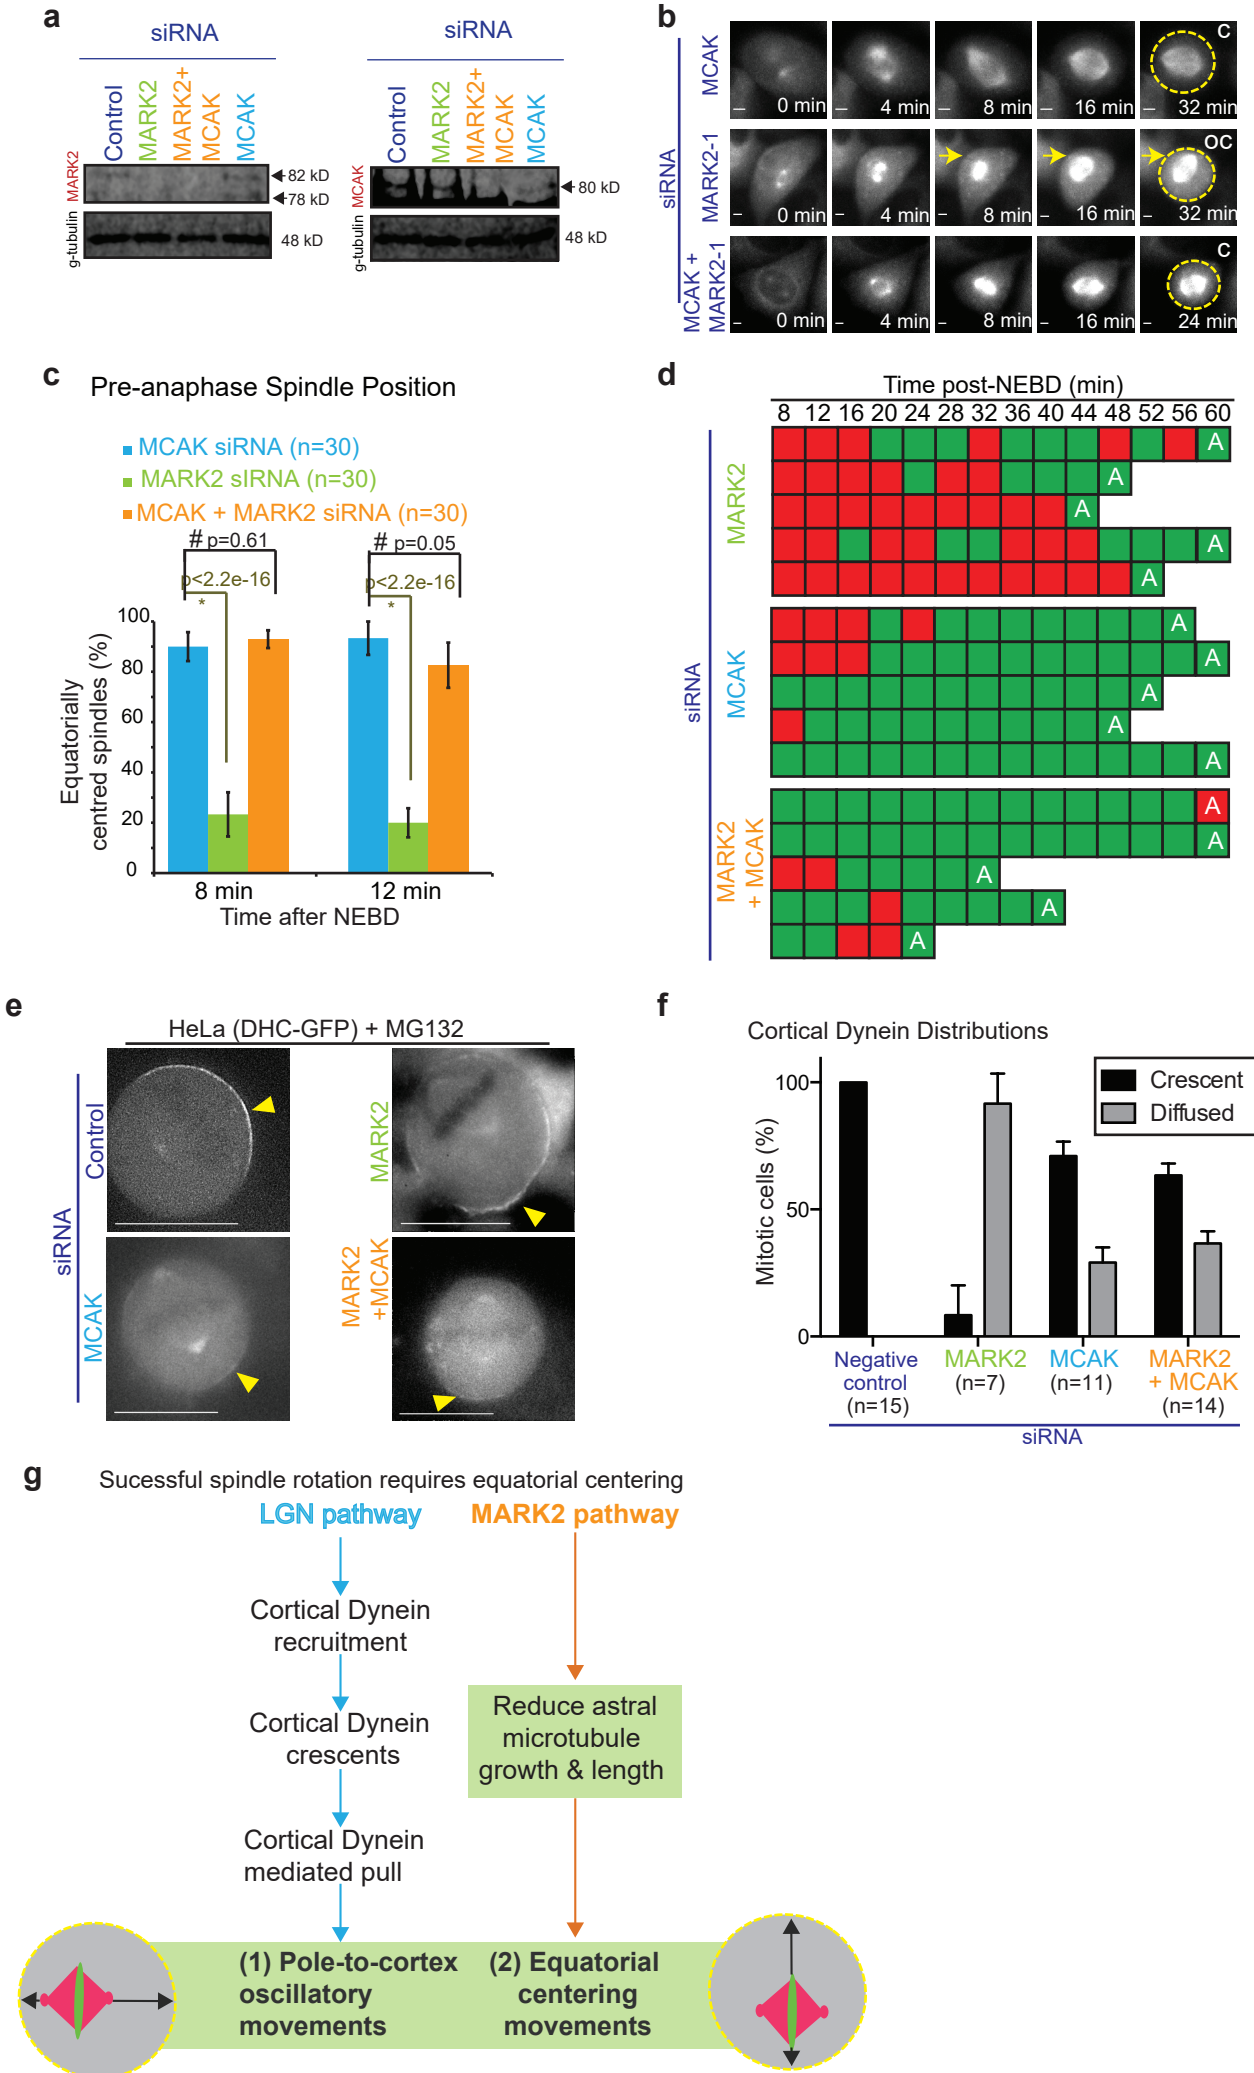 a
siRNA
siRNA
Control
MARK2
MARK2+
MCAK
MCAK
Control
MARK2
MARK2+
MCAK
MCAK
MARK2
82 kD
78 kD
MCAK
80 kD
g-tubulin
48 kD
g-tubulin
48 kD
b
siRNA
MCAK
0 min
4 min
8 min
16 min
C
32 min
MARK2-1
0 min
4 min
8 min
16 min
OC
32 min
MCAK +
MARK2-1
0 min
4 min
8 min
16 min
C
24 min
c
Pre-anaphase Spindle Position
MCAK siRNA (n=30)
MARK2 sIRNA (n=30)
MCAK + MARK2 siRNA (n=30)
# p=0.61
# p=0.05
p<2.2e-16
p<2.2e-16
*
*
Equatorially
centred spindles (%)
100
80
60
40
20
0
8 min
12 min
Time after NEBD
d
Time post-NEBD (min)
8 12 16 20 24 28 32 36 40 44 48 52 56 60
siRNA
MARK2
A
A
A
A
A
MCAK
A
A
A
A
A
MARK2
+ MCAK
A
A
A
A
A
e
HeLa (DHC-GFP) + MG132
siRNA
Control
MARK2
MCAK
MARK2
+MCAK
f
Cortical Dynein Distributions
Crescent
Diffused
Mitotic cells (%)
100
50
0
Negative
control
(n=15)
MARK2
(n=7)
MCAK
(n=11)
MARK2
+ MCAK
(n=14)
siRNA
g
Sucessful spindle rotation requires equatorial centering
LGN pathway
MARK2 pathway
Cortical Dynein
recruitment
Cortical Dynein
crescents
Cortical Dynein
mediated pull
Reduce astral
microtubule
growth & length
(1) Pole-to-cortex
oscillatory
movements
(2) Equatorial
centering
movements